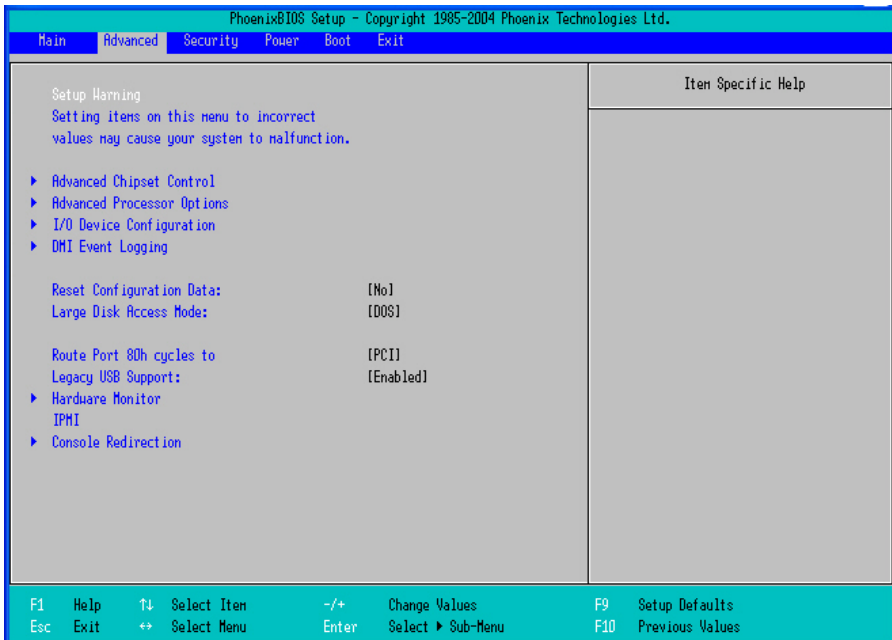 PhoenixBIOS Setup - Copyright 1985-2004 Phoenix Technologies Ltd.
Main Advanced Security Power Boot Exit
Item Specific Help
Setup Warning
Setting items on this menu to incorrect
values may cause your system to malfunction.
Advanced Chipset Control
Advanced Processor Options
I/O Device Configuration
DMI Event Logging
Reset Configuration Data: [No]
Large Disk Access Mode: [DOS]
Route Port 80h cycles to [PCI]
Legacy USB Support: [Enabled]
Hardware Monitor
IPMI
Console Redirection
F1 Help ↑↓ Select Item -/+ Change Values F9 Setup Defaults
Esc Exit ↔ Select Menu Enter Select ▶ Sub-Menu F10 Previous Values